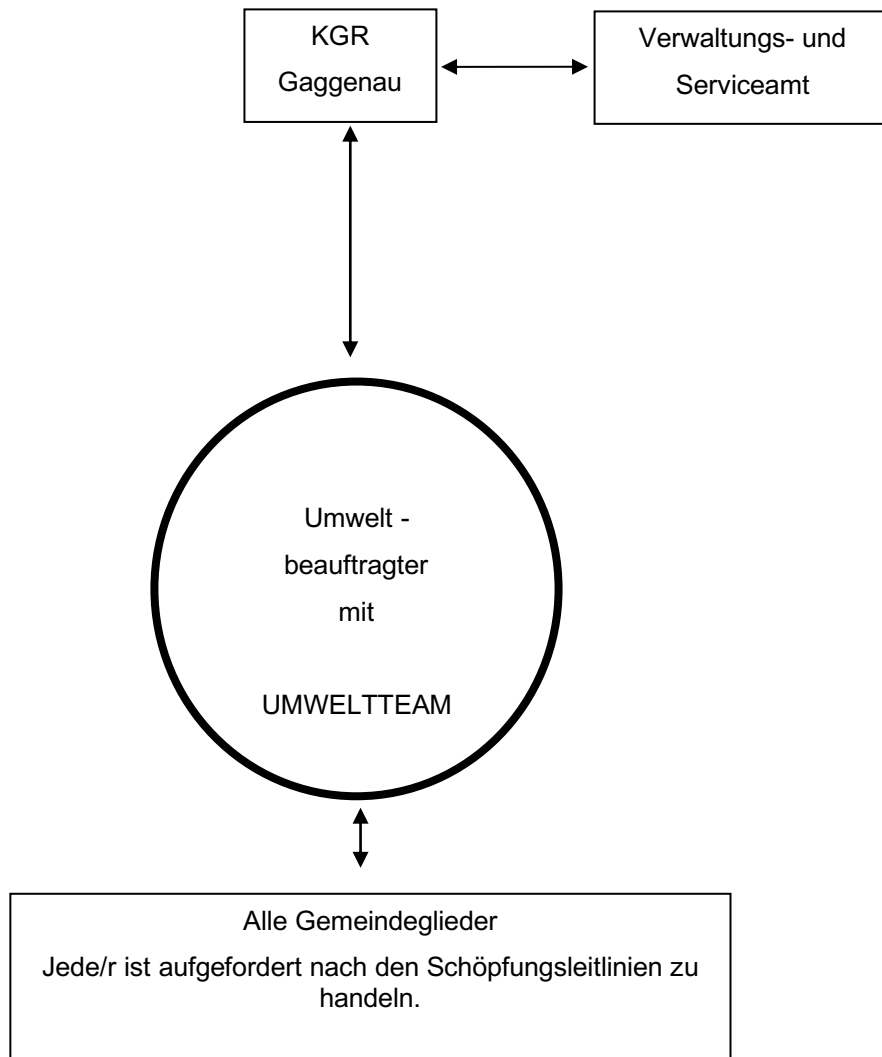 KGR
Gaggenau
Verwaltungs- und
Serviceamt
Umwelt -
beauftragter
mit
UMWELTTEAM
Alle Gemeindeglieder
Jede/r ist aufgefordert nach den Schöpfungsleitlinien zu
handeln.